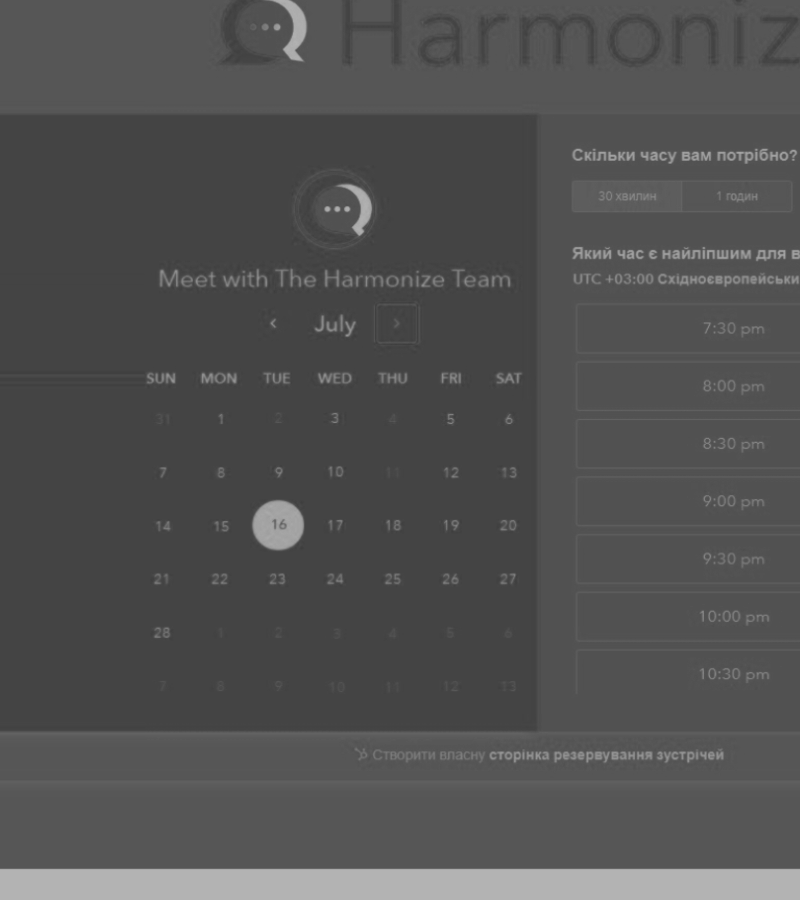 Harmoniz
Скільки часу вам потрібно?
30 хвилин 1 годин
Який час є найліпшим для в
UTC +03:00 Східноєвропейськи
7:30 pm
8:00 pm
8:30 pm
9:00 pm
9:30 pm
10:00 pm
10:30 pm
Meet with The Harmonize Team
July
SUN MON TUE WED THU FRI SAT
31 1 2 3 4 5 6
7 8 9 10 11 12 13
14 15 16 17 18 19 20
21 22 23 24 25 26 27
28 1 2 3 4 5 6
7 8 9 10 11 12 13
Створити власну сторінка резервування зустрічей